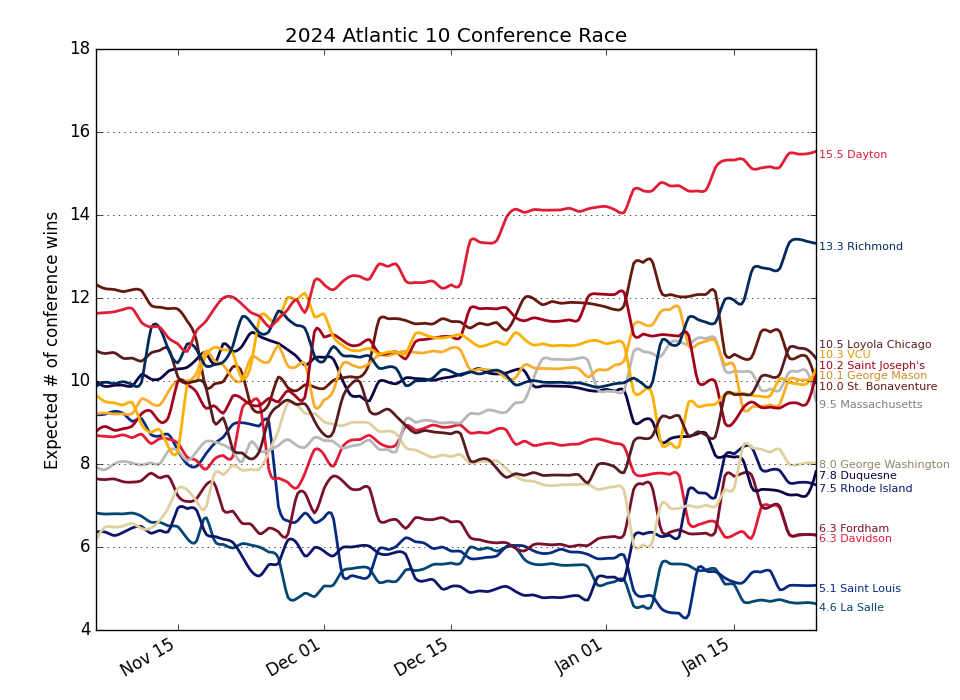 2024 Atlantic 10 Conference Race
Expected # of conference wins
18
16
14
12
10
8
6
4
Nov 15
Dec 01
Dec 15
Jan 01
Jan 15
15.5 Dayton
13.3 Richmond
10.5 Loyola Chicago
10.3 VCU
10.2 Saint Joseph's
10.1 George Mason
10.0 St. Bonaventure
9.5 Massachusetts
8.0 George Washington
7.8 Duquesne
7.5 Rhode Island
6.3 Fordham
6.3 Davidson
5.1 Saint Louis
4.6 La Salle